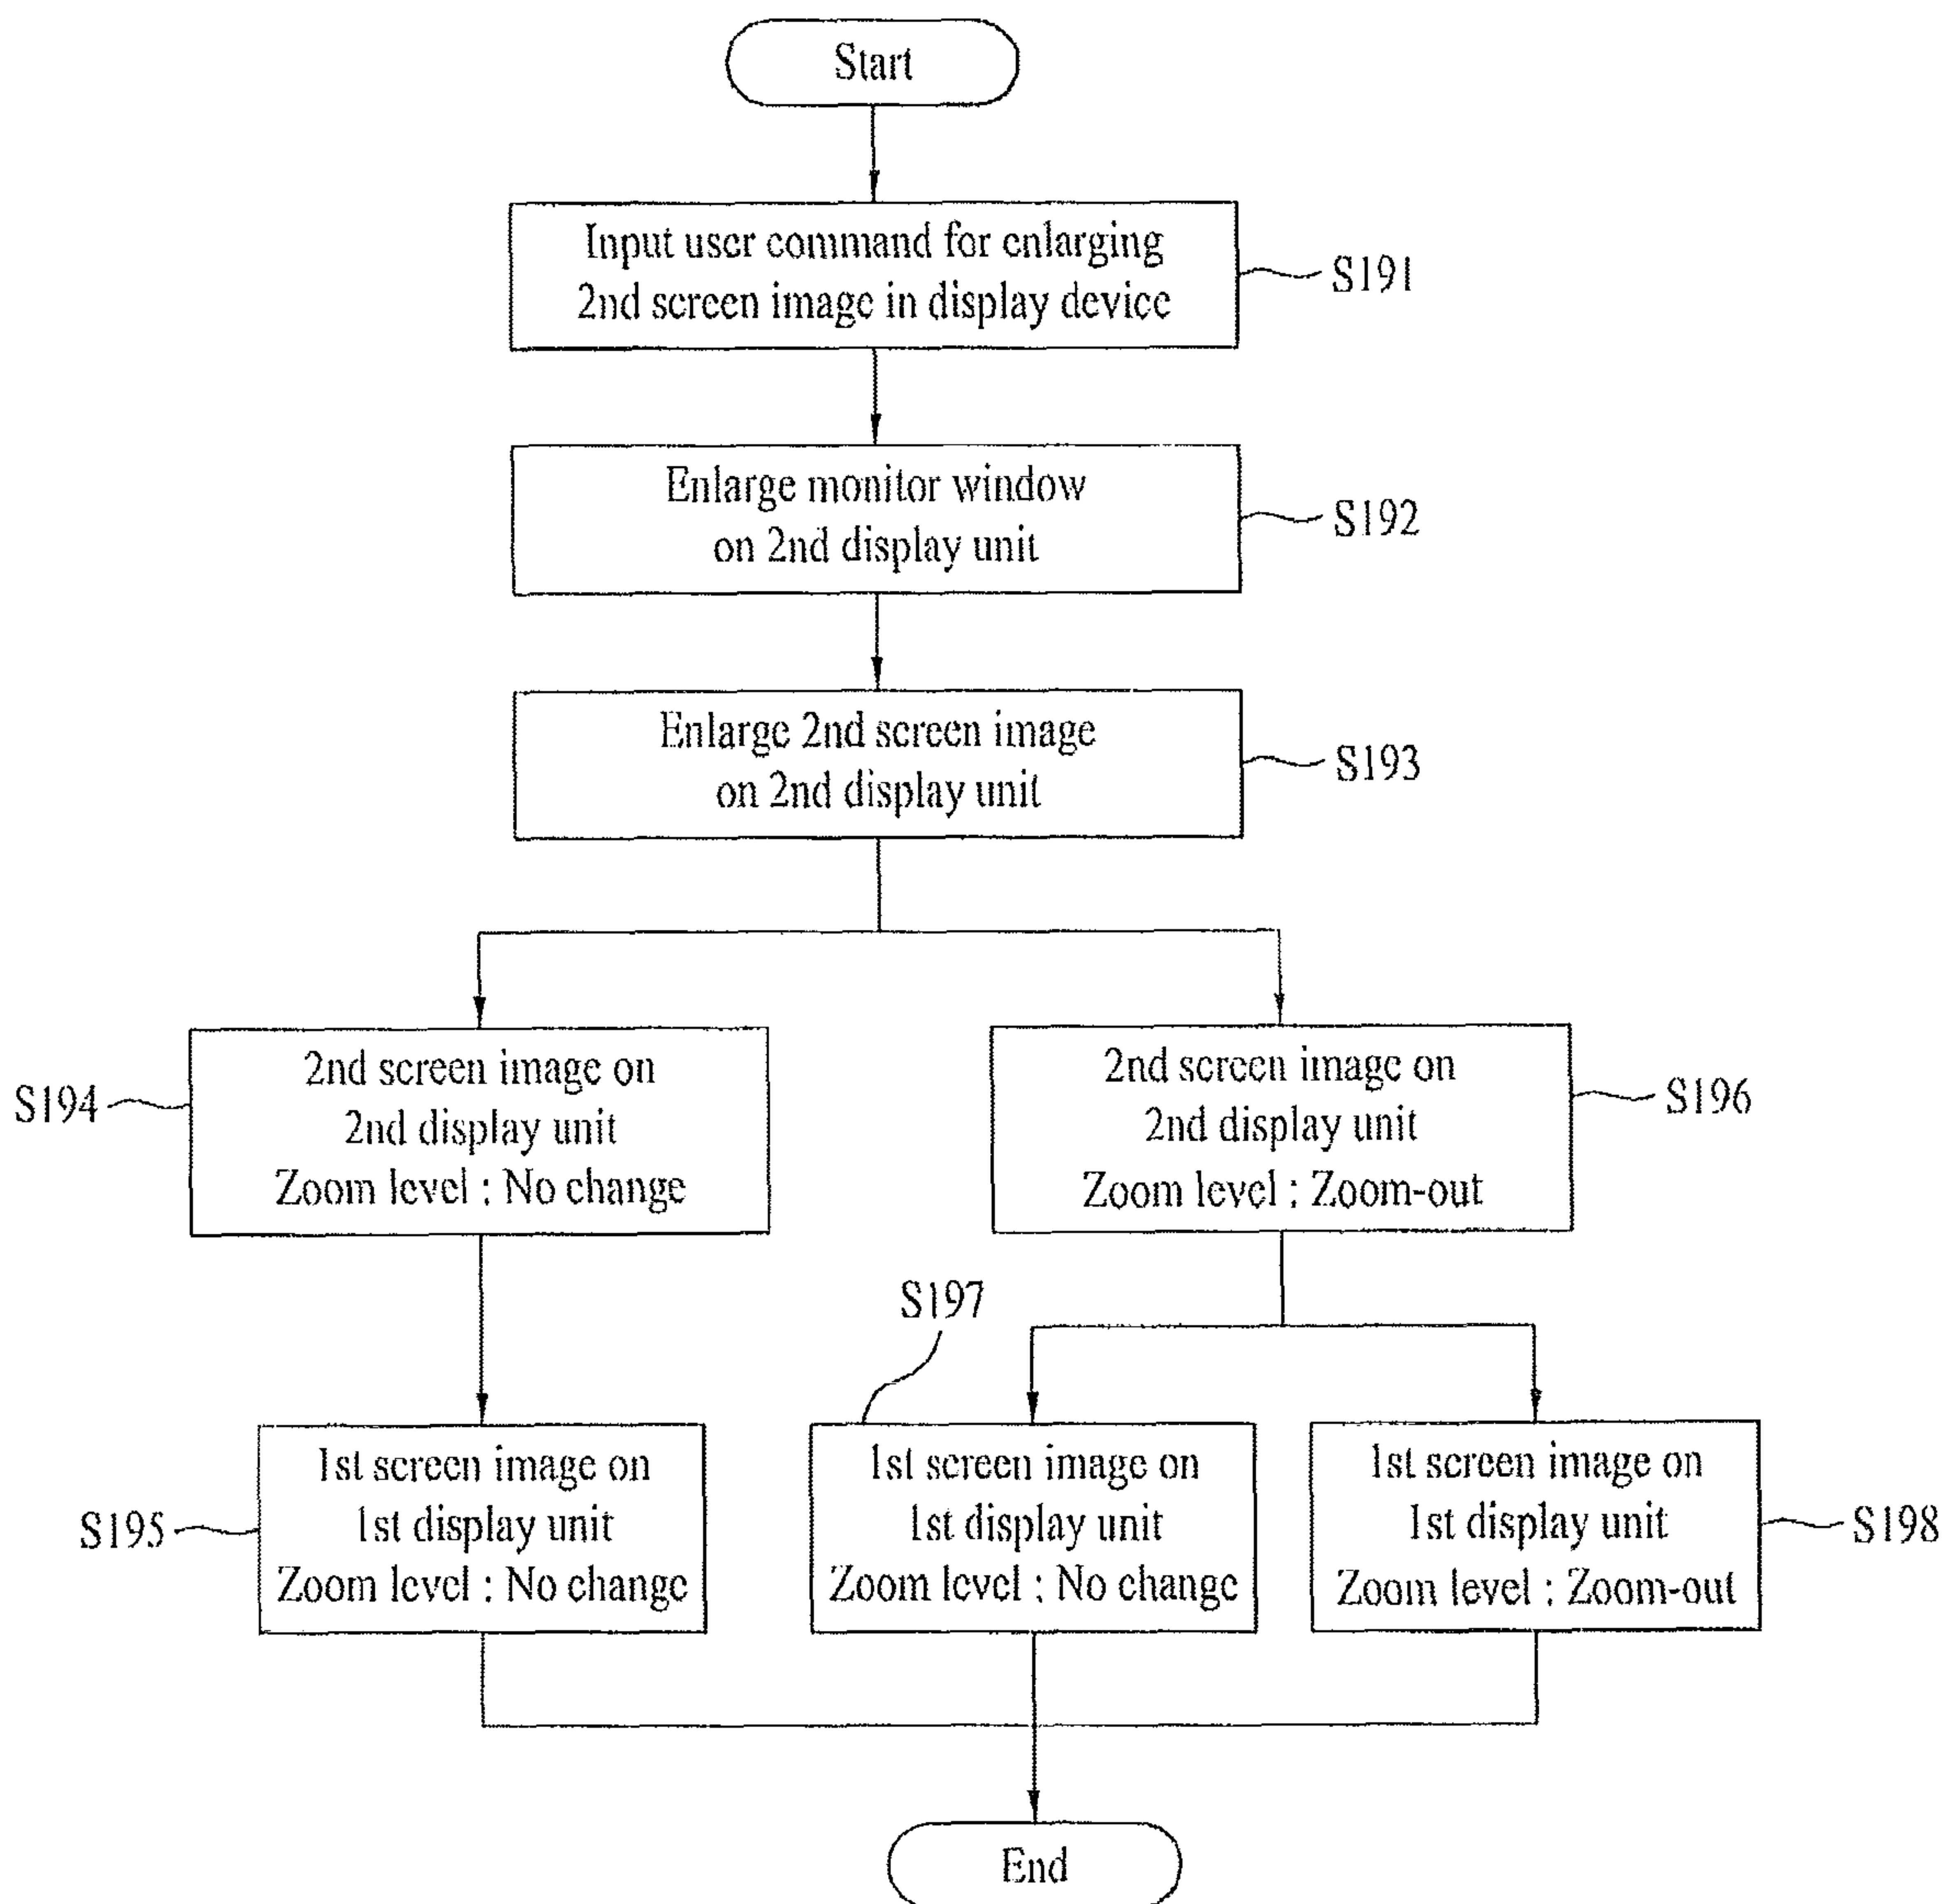 Start
Input user command for enlarging
2nd screen image in display device
S191
Enlarge monitor window
on 2nd display unit
S192
Enlarge 2nd screen image
on 2nd display unit
S193
S194
2nd screen image on
2nd display unit
Zoom level : No change
2nd screen image on
2nd display unit
Zoom level : Zoom-out
S196
S197
S195
1st screen image on
1st display unit
Zoom level : No change
1st screen image on
1st display unit
Zoom level : No change
1st screen image on
1st display unit
Zoom level : Zoom-out
S198
End